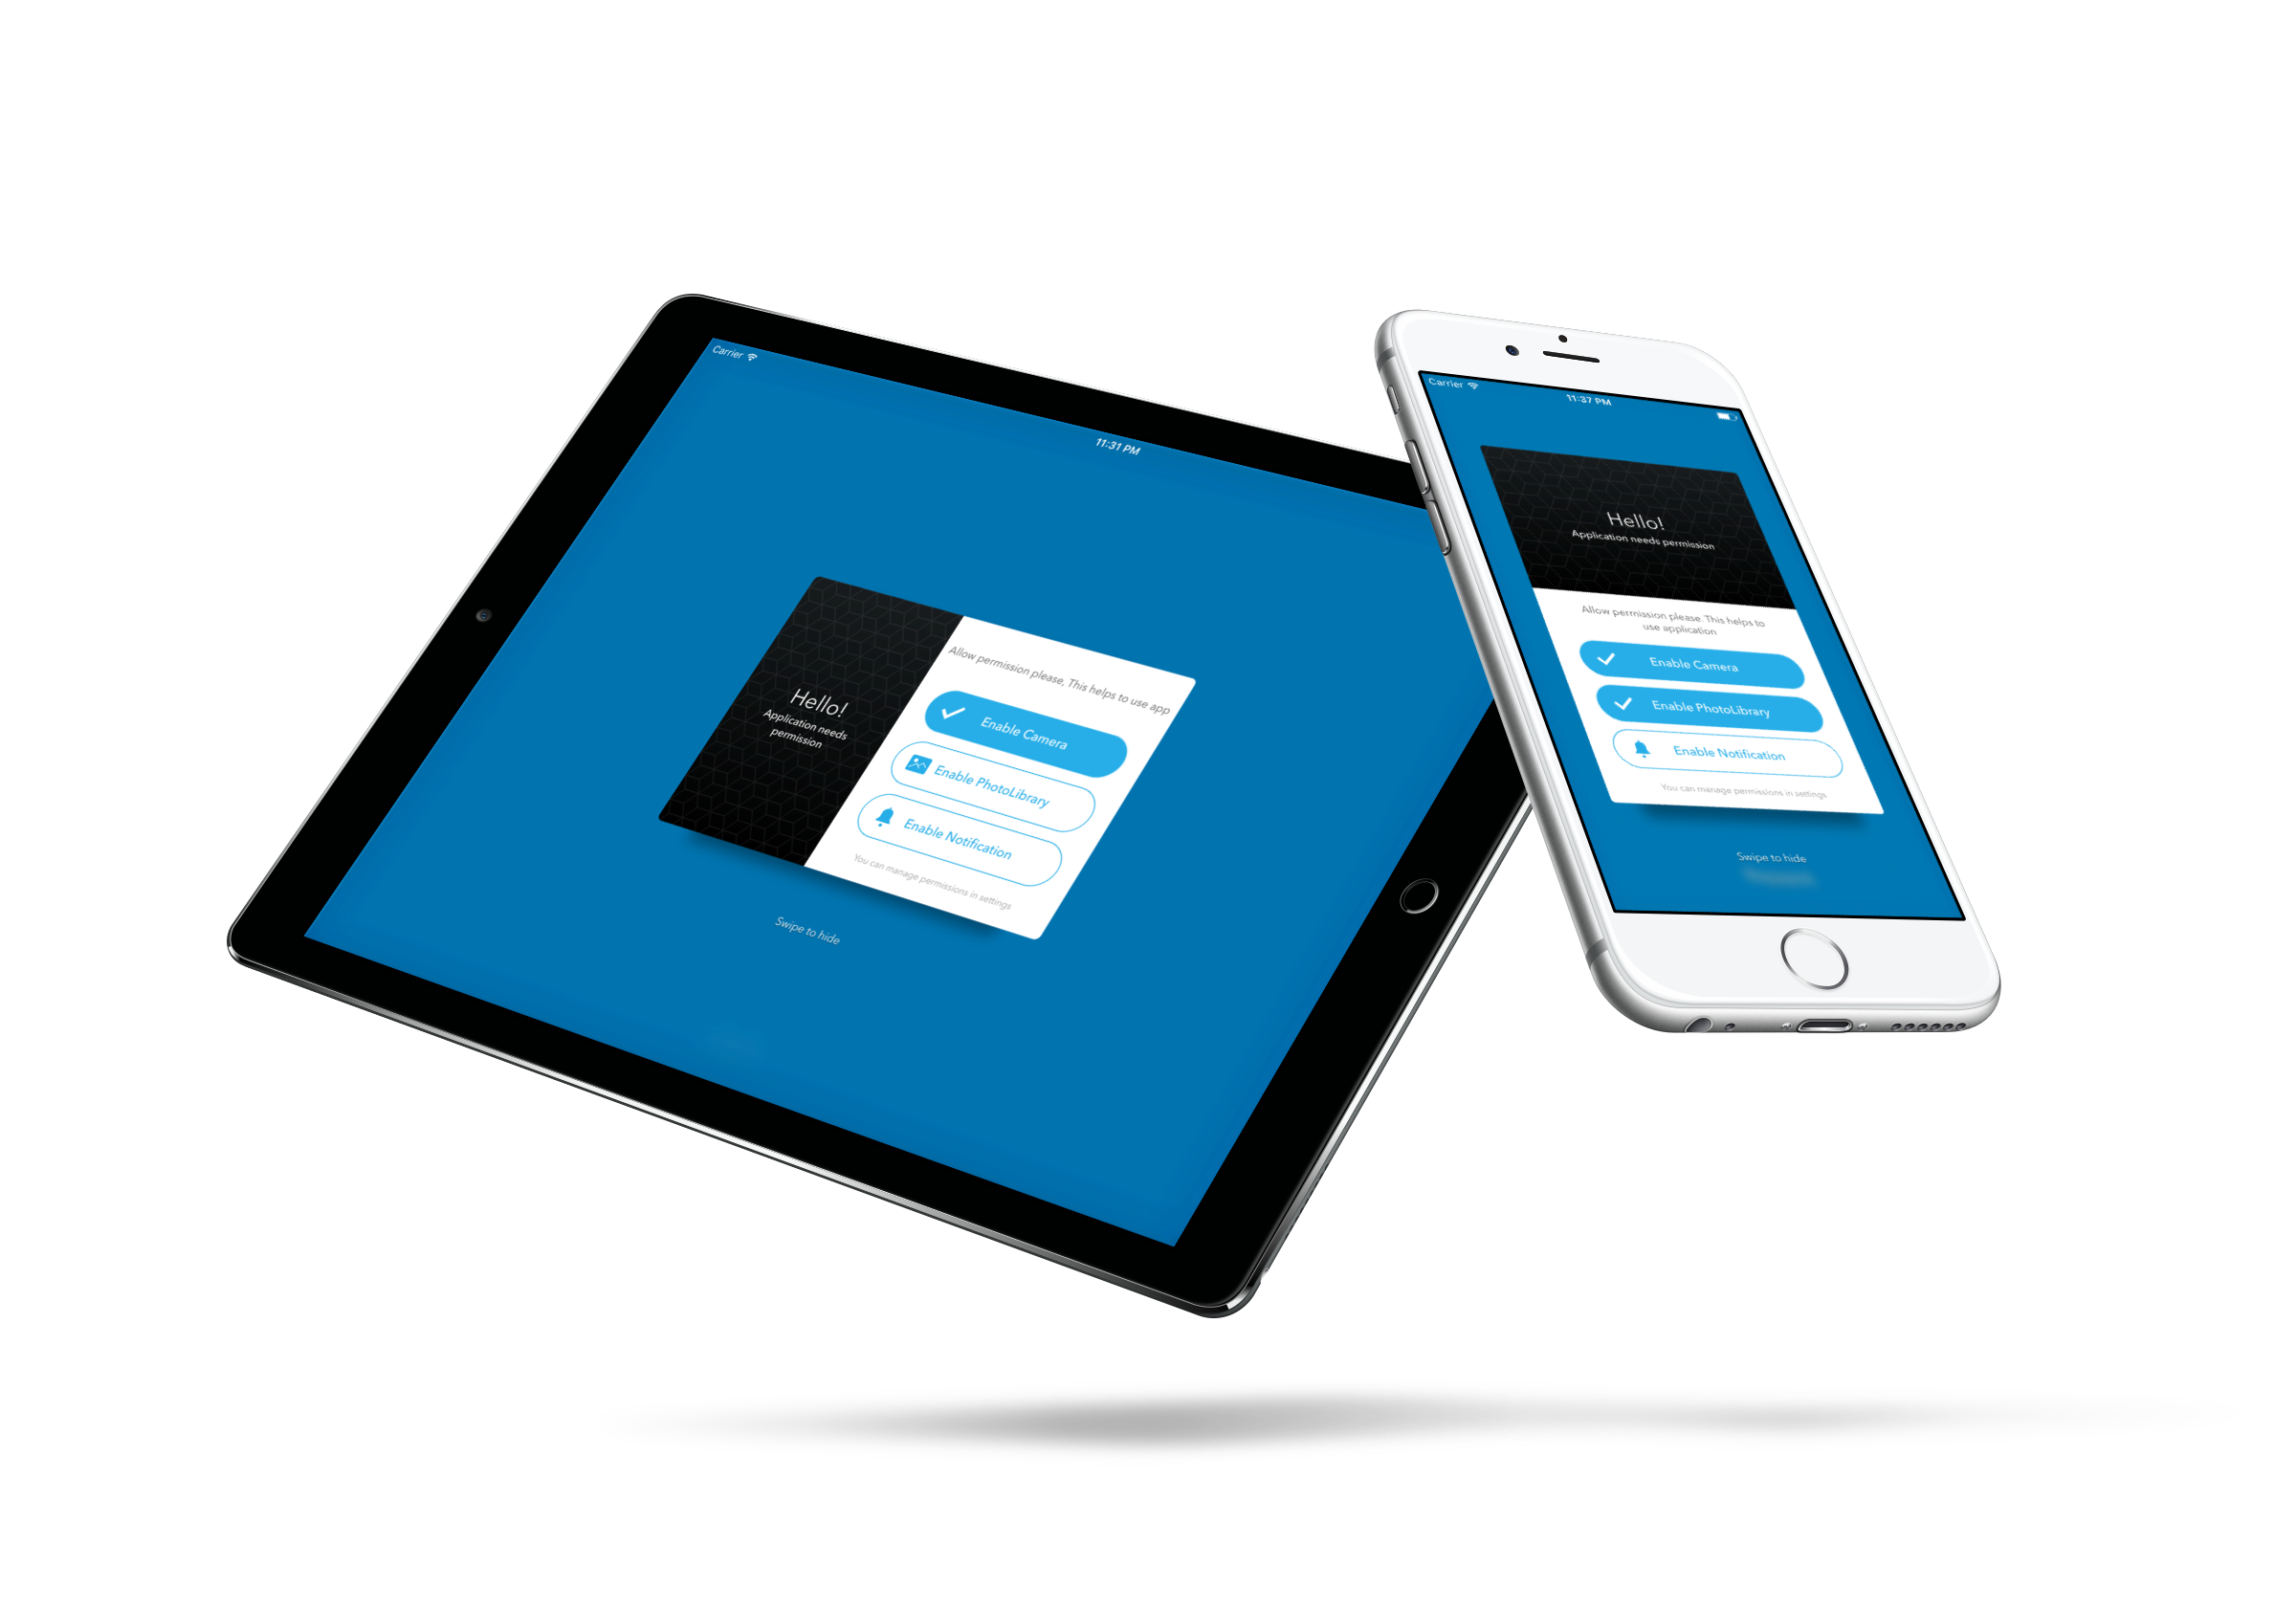 Carrier
11:31 PM
Hello!
Application needs
permission
Allow permission please, This helps to use app
Enable Camera
Enable PhotoLibrary
Enable Notification
You can manage permissions in settings
Swipe to hide
Carrier
11:37 PM
Hello!
Application needs permission
Allow permission please. This helps to
use application
Enable Camera
Enable PhotoLibrary
Enable Notification
You can manage permissions in settings
Swipe to hide